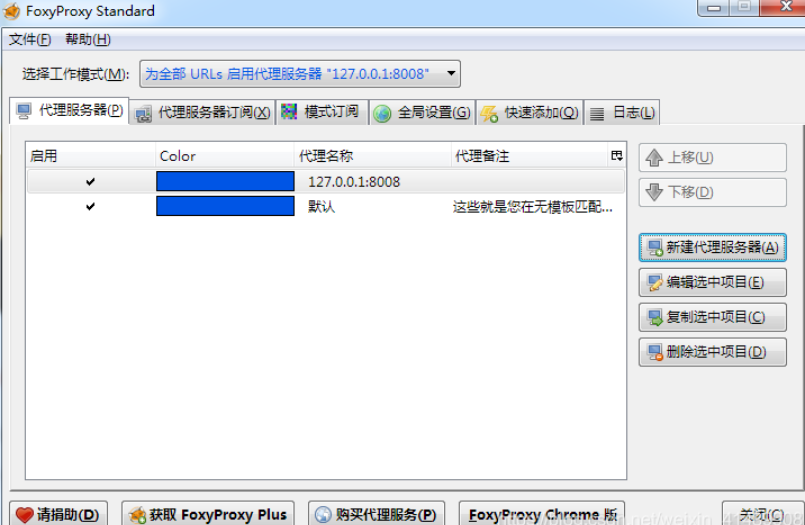 FoxyProxy Standard
文件(F) 帮助(H)
选择工作模式(M): 为全部 URLs 启用代理服务器 "127.0.0.1:8008"
代理服务器(P) 代理服务器订阅(X) 模式订阅 全局设置(G) 快速添加(Q) 日志(L)
启用 Color 代理名称 代理备注
127.0.0.1:8008
默认 这些就是您在无模板匹配...
上移(U)
下移(D)
新建代理服务器(A)
编辑选中项目(E)
复制选中项目(C)
删除选中项目(D)
请捐助(D) 获取 FoxyProxy Plus 购买代理服务(P) FoxyProxy Chrome 版 关闭(C)